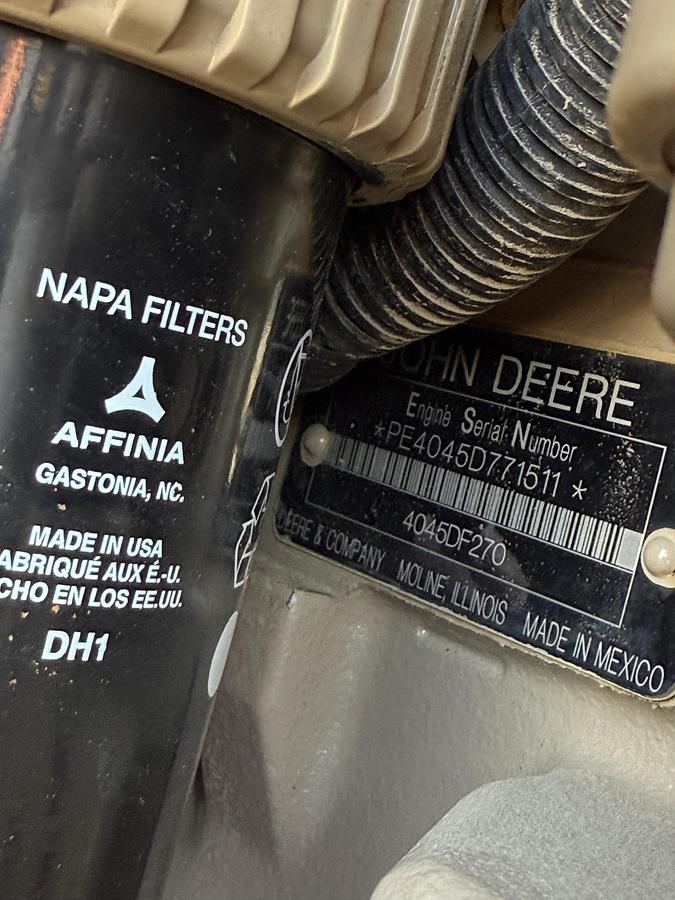 NAPA FILTERS
AFFINIA
GASTONIA, NC.
MADE IN USA
ABRIQUÉ AUX É.-U.
CHO EN LOS EE.UU.
DH1
JOHN DEERE
Engine Serial Number
*PE4045D771511*
4045DF270
DEERE & COMPANY MOLINE, ILLINOIS MADE IN MEXICO